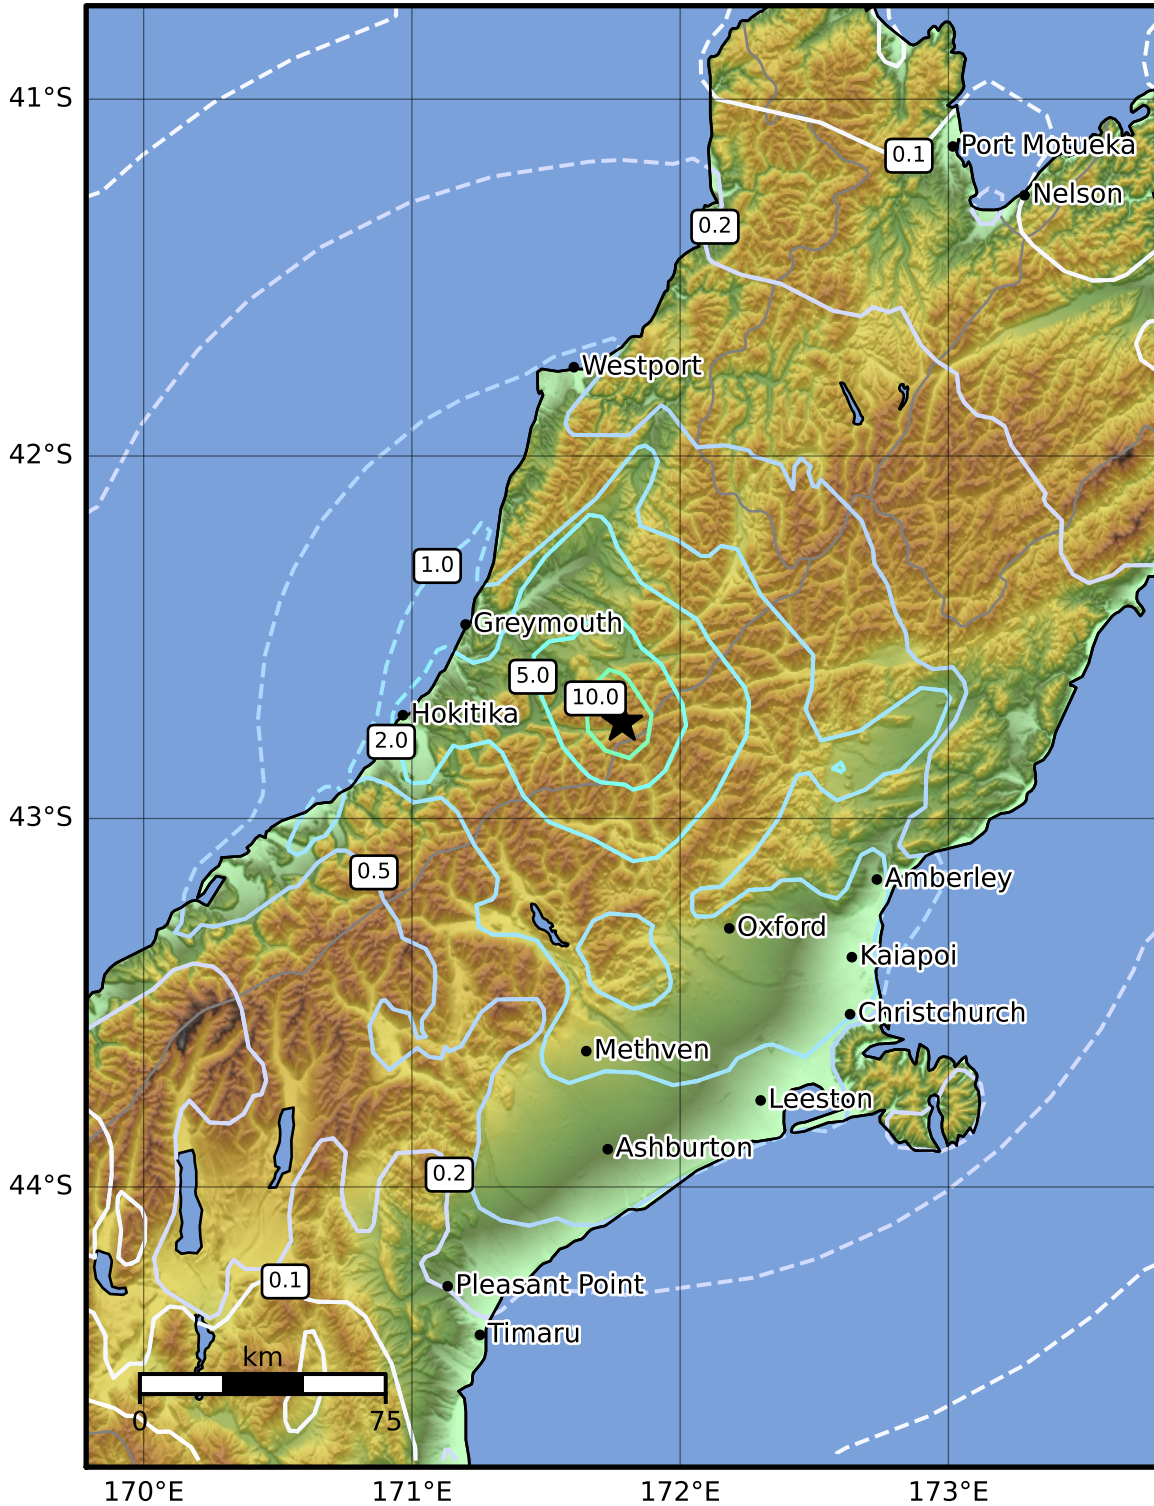 41°S
0.1
Port Motueka
Nelson
0.2
Westport
42°S
1.0
Greymouth
5.0
10.0
Hokitika
2.0
43°S
0.5
Amberley
Oxford
Kaiapoi
Christchurch
Methven
Leeston
Ashburton
0.2
44°S
0.1
Pleasant Point
Timaru
km
0 75
170°E 171°E 172°E 173°E